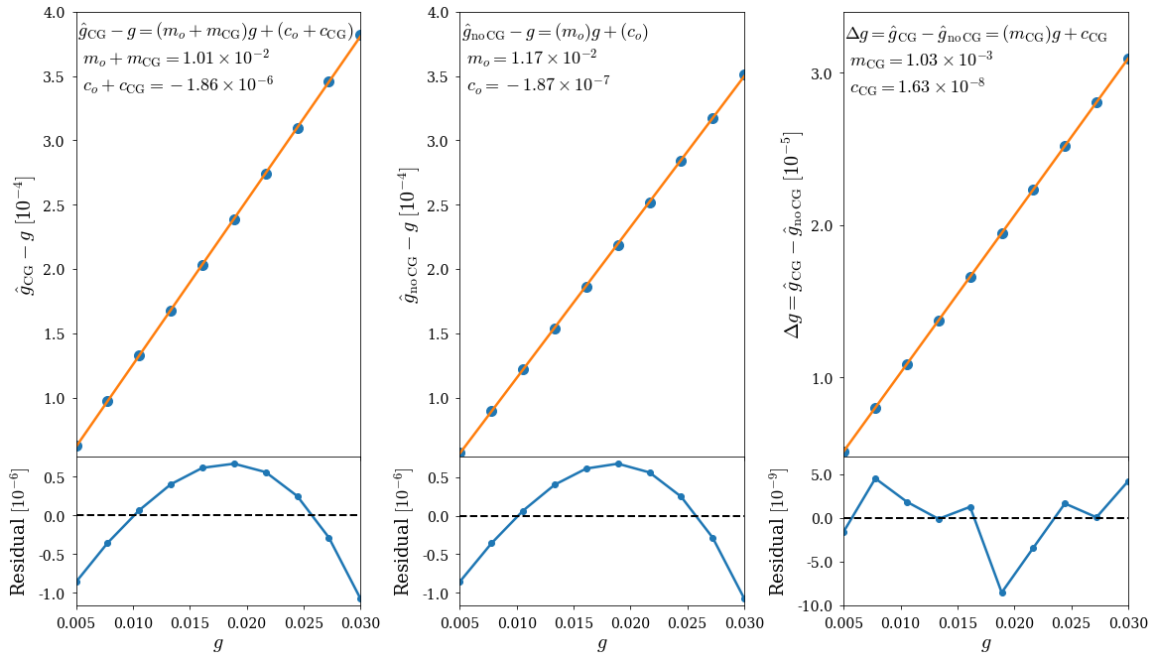 4.0
3.5
3.0
2.5
2.0
1.5
1.0
ĝ_CG − g [10^−4]
ĝ_CG − g = (m_o + m_CG)g + (c_o + c_CG)
m_o + m_CG = 1.01 × 10^−2
c_o + c_CG = −1.86 × 10^−6
0.5
0.0
-0.5
-1.0
Residual [10^−6]
0.005 0.010 0.015 0.020 0.025 0.030
g
4.0
3.5
3.0
2.5
2.0
1.5
1.0
ĝ_no CG − g [10^−4]
ĝ_no CG − g = (m_o)g + (c_o)
m_o = 1.17 × 10^−2
c_o = −1.87 × 10^−7
0.5
0.0
-0.5
-1.0
Residual [10^−6]
0.005 0.010 0.015 0.020 0.025 0.030
g
3.0
2.0
1.0
Δg = ĝ_CG − ĝ_no CG [10^−5]
Δg = ĝ_CG − ĝ_no CG = (m_CG)g + c_CG
m_CG = 1.03 × 10^−3
c_CG = 1.63 × 10^−8
5.0
0.0
-5.0
-10.0
Residual [10^−9]
0.005 0.010 0.015 0.020 0.025 0.030
g